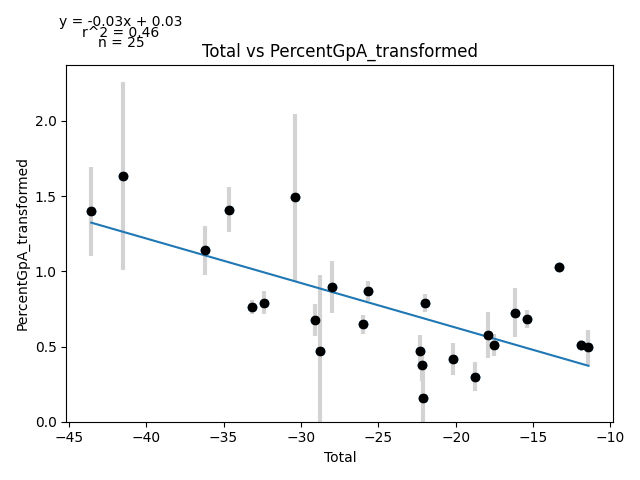 y = -0.03x + 0.03
r^2 = 0.46
n = 25
Total vs PercentGpA_transformed
PercentGpA_transformed
2.0
1.5
1.0
0.5
0.0
−45 −40 −35 −30 −25 −20 −15 −10
Total